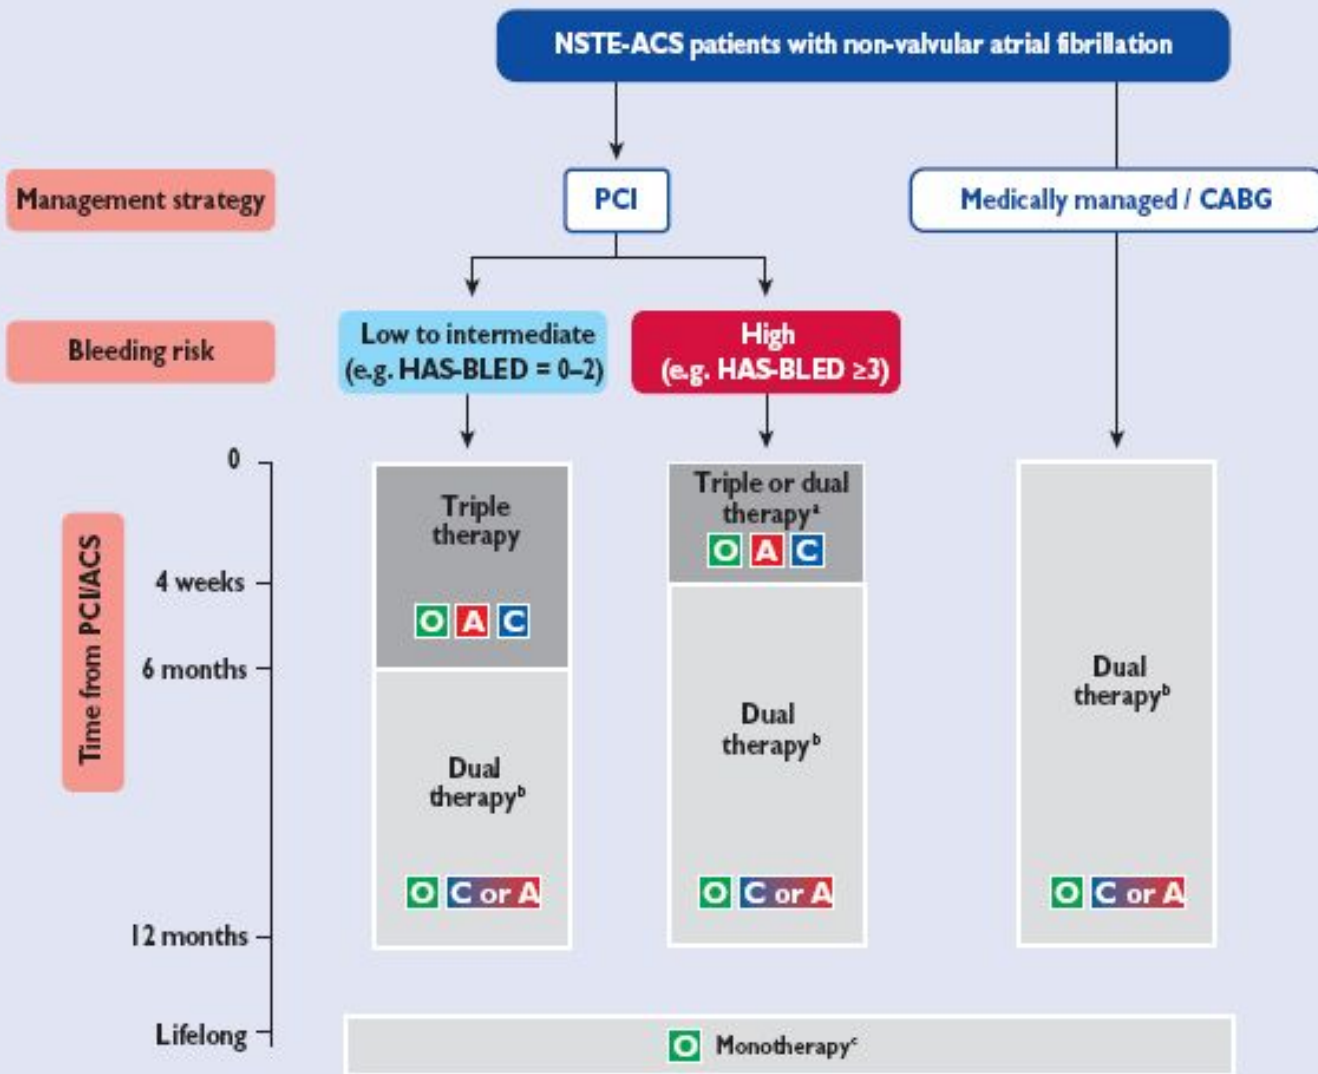 NSTE-ACS patients with non-valvular atrial fibrillation
Management strategy
PCI
Medically managed / CABG
Bleeding risk
Low to intermediate
(e.g. HAS-BLED = 0–2)
High
(e.g. HAS-BLED ≥3)
Time from PCI/ACS
0
4 weeks
6 months
12 months
Lifelong
Triple
therapy
O A C
Dual
therapyᵇ
O C or A
Triple or dual
therapyᵃ
O A C
Dual
therapyᵇ
O C or A
Dual
therapyᵇ
O C or A
O Monotherapyᶜ